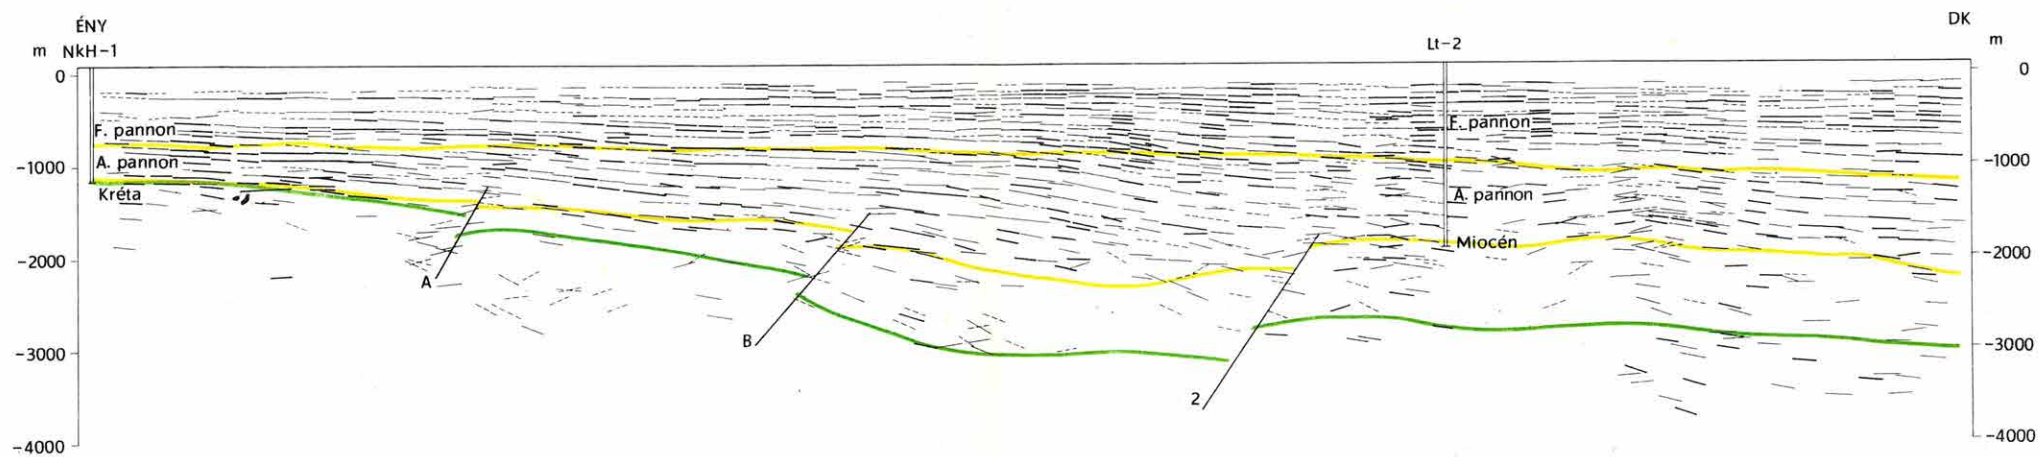 ÉNY
DK
m NkH-1
Lt-2
m
0
0
F. pannon
F. pannon
A. pannon
-1000
-1000
Kréta
A. pannon
Miocén
-2000
-2000
A
B
-3000
-3000
2
-4000
-4000